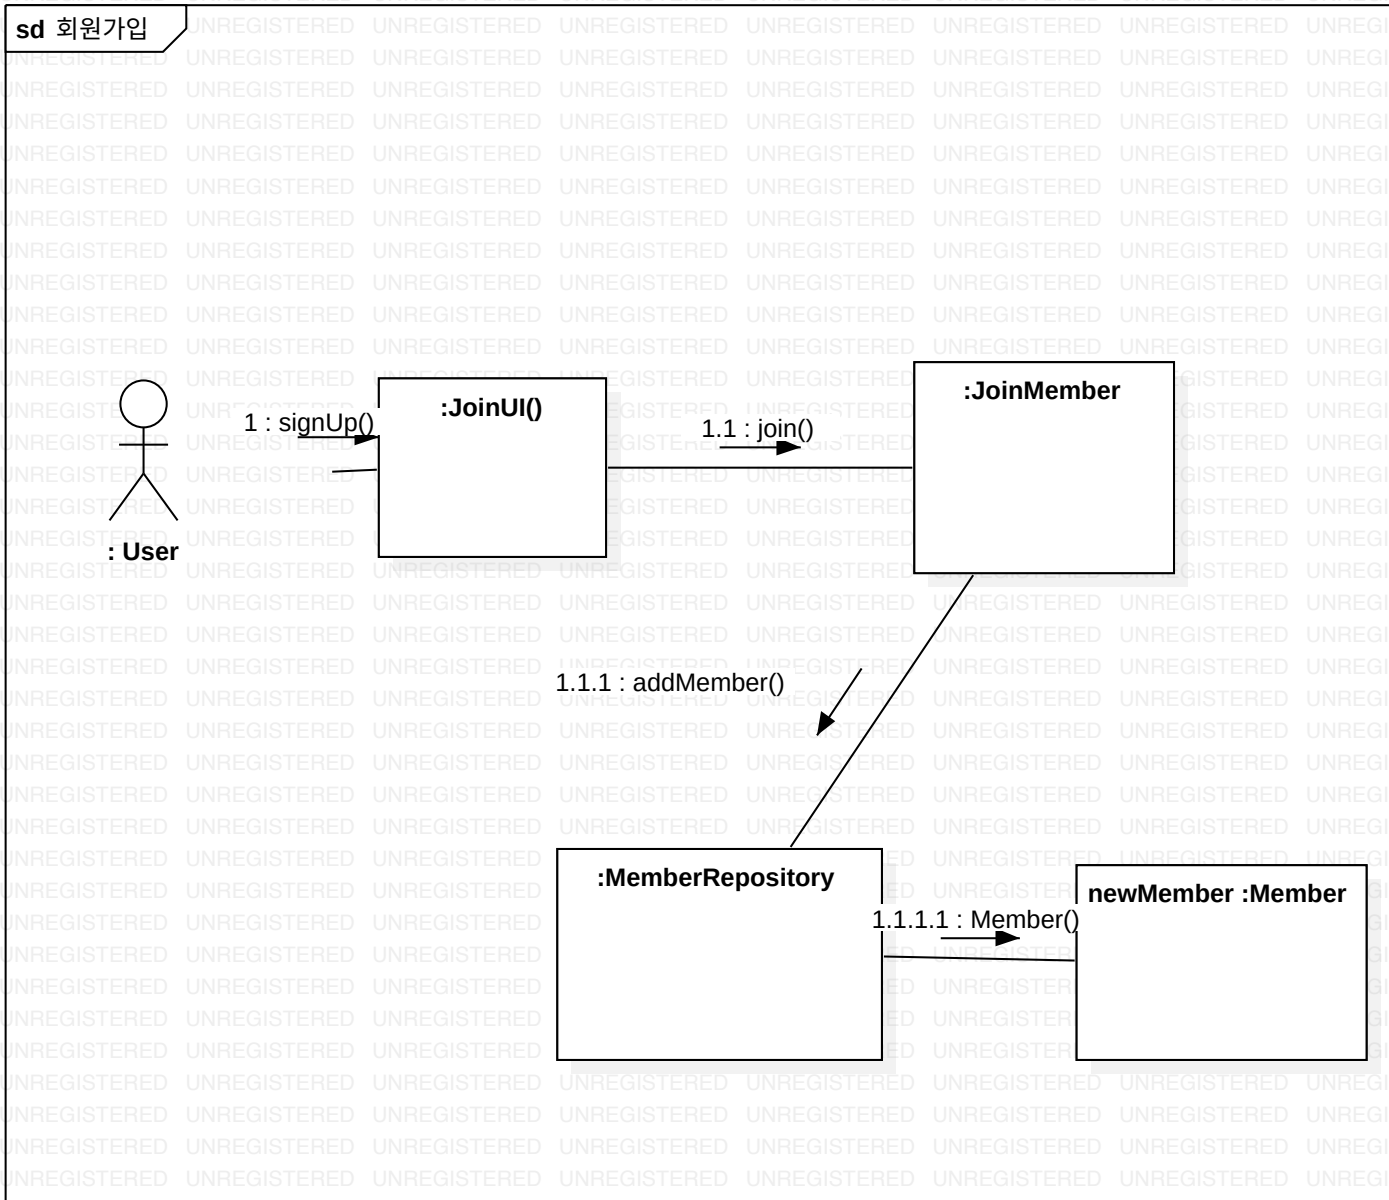 sd 회원가입
1 : signUp()
:JoinUI()
1.1 : join()
:JoinMember
: User
1.1.1 : addMember()
:MemberRepository
1.1.1.1 : Member()
newMember :Member
UNREGISTERED